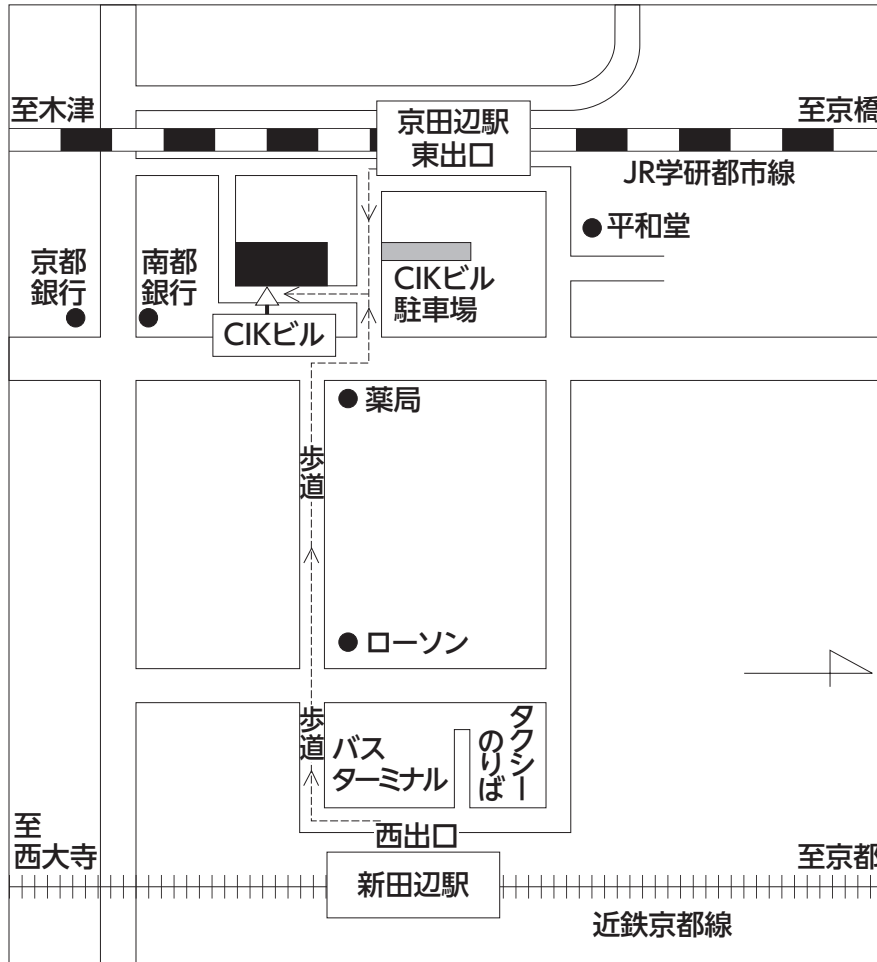 至木津
京田辺駅
東出口
至京橋
JR学研都市線
平和堂
京都
銀行
南都
銀行
CIKビル
駐車場
CIKビル
薬局
歩道
ローソン
歩道
バス
ターミナル
タクシー
のりば
西出口
至
西大寺
新田辺駅
至京都
近鉄京都線